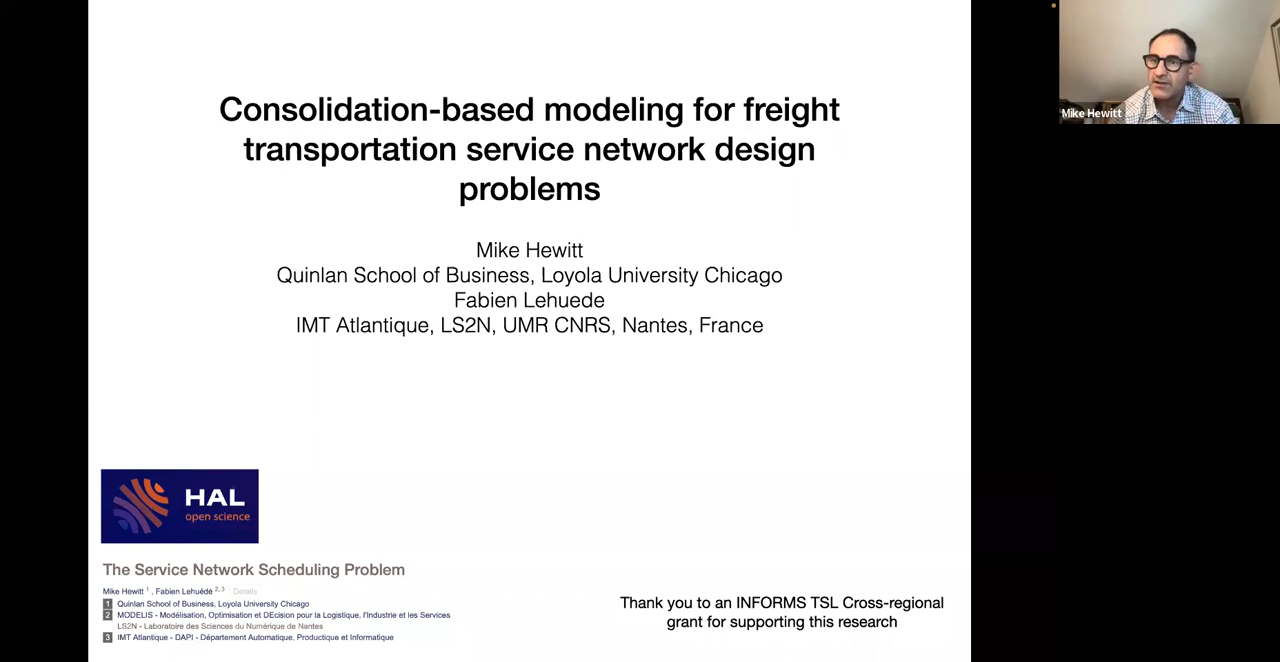 Consolidation-based modeling for freight
transportation service network design
problems
Mike Hewitt
Quinlan School of Business, Loyola University Chicago
Fabien Lehuede
IMT Atlantique, LS2N, UMR CNRS, Nantes, France
HAL
open science
The Service Network Scheduling Problem
Mike Hewitt 1 , Fabien Lehuédé 2, 3 Details
1 Quinlan School of Business, Loyola University Chicago
2 MODELIS - Modélisation, Optimisation et DEcision pour la Logistique, l'Industrie et les Services
LS2N - Laboratoire des Sciences du Numérique de Nantes
3 IMT Atlantique - DAPI - Département Automatique, Productique et Informatique
Thank you to an INFORMS TSL Cross-regional
grant for supporting this research
Mike Hewitt